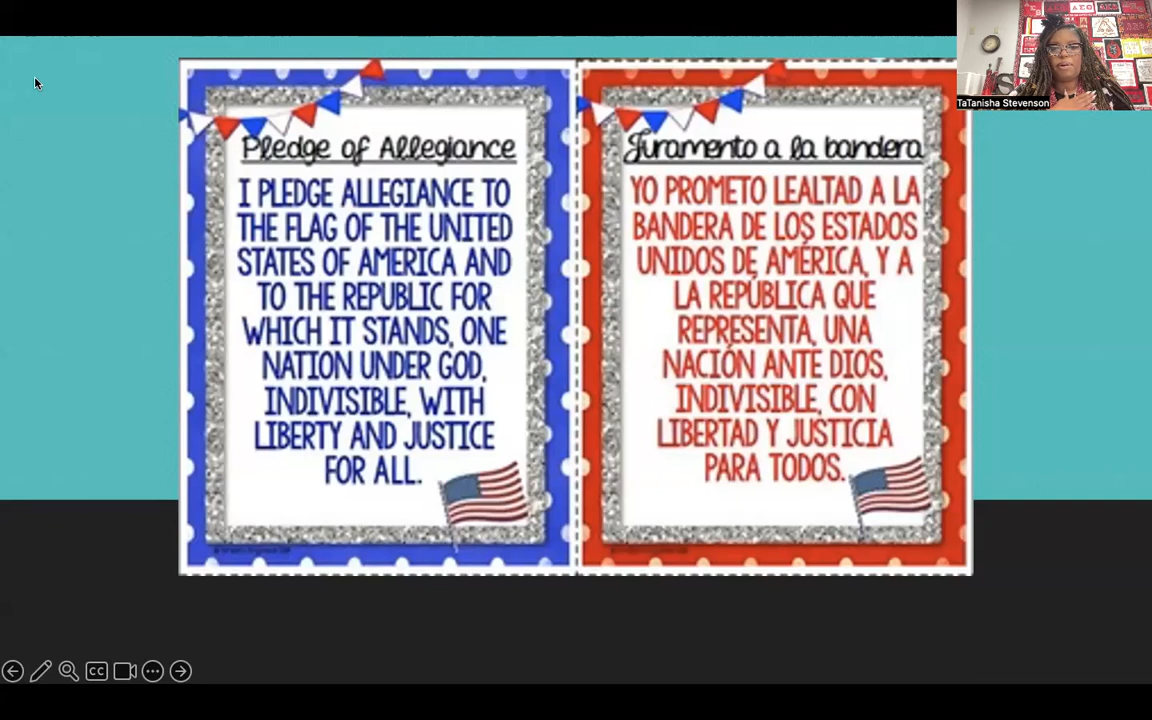 TaTanisha Stevenson
Pledge of Allegiance
I PLEDGE ALLEGIANCE TO
THE FLAG OF THE UNITED
STATES OF AMERICA AND
TO THE REPUBLIC FOR
WHICH IT STANDS, ONE
NATION UNDER GOD,
INDIVISIBLE, WITH
LIBERTY AND JUSTICE
FOR ALL.
Juramento a la bandera
YO PROMETO LEALTAD A LA
BANDERA DE LOS ESTADOS
UNIDOS DE AMÉRICA, Y A
LA REPÚBLICA QUE
REPRESENTA, UNA
NACIÓN ANTE DIOS,
INDIVISIBLE, CON
LIBERTAD Y JUSTICIA
PARA TODOS.
CC